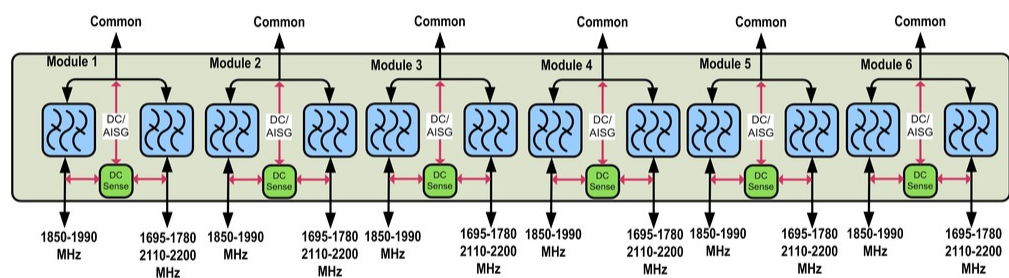 Common Common Common Common Common Common
Module 1 Module 2 Module 3 Module 4 Module 5 Module 6
DC/ DC/ DC/ DC/ DC/ DC/
AISG AISG AISG AISG AISG AISG
DC DC DC DC DC DC
Sense Sense Sense Sense Sense Sense
1850-1990 1695-1780 1850-1990 1695-1780 1850-1990 1695-1780 1850-1990 1695-1780 1850-1990 1695-1780 1850-1990 1695-1780
MHz 2110-2200 MHz 2110-2200 MHz 2110-2200 MHz 2110-2200 MHz 2110-2200 MHz 2110-2200
MHz MHz MHz MHz MHz MHz